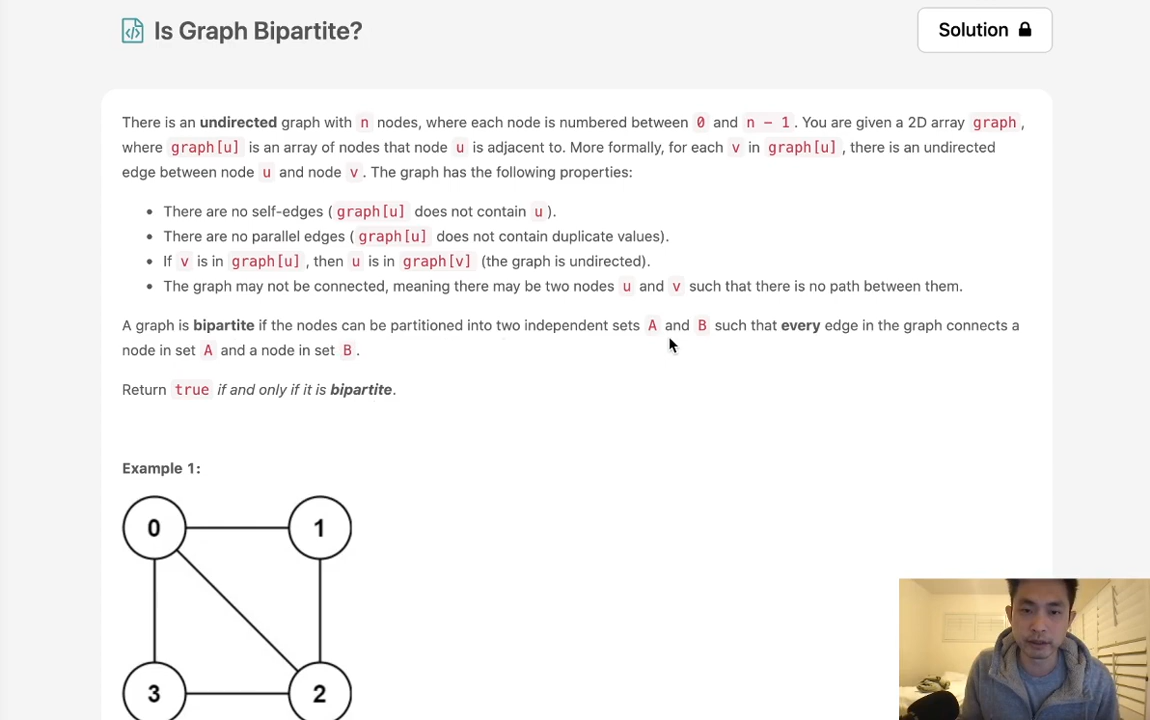 Is Graph Bipartite?
Solution
There is an undirected graph with n nodes, where each node is numbered between 0 and n - 1. You are given a 2D array graph,
where graph[u] is an array of nodes that node u is adjacent to. More formally, for each v in graph[u], there is an undirected
edge between node u and node v. The graph has the following properties:
• There are no self-edges (graph[u] does not contain u).
• There are no parallel edges (graph[u] does not contain duplicate values).
• If v is in graph[u], then u is in graph[v] (the graph is undirected).
• The graph may not be connected, meaning there may be two nodes u and v such that there is no path between them.
A graph is bipartite if the nodes can be partitioned into two independent sets A and B such that every edge in the graph connects a
node in set A and a node in set B.
Return true if and only if it is bipartite.
Example 1:
0 1
3 2